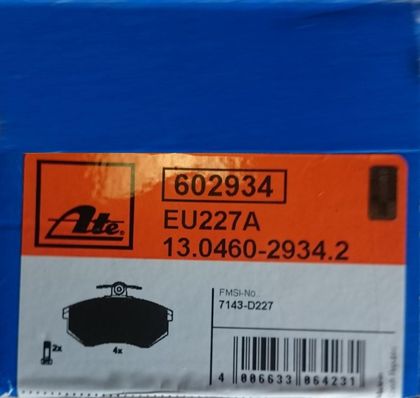 Ate
602934
EU227A
13.0460-2934.2
FMSI-No.
7143-D227
2x
4x
4 006633 064231